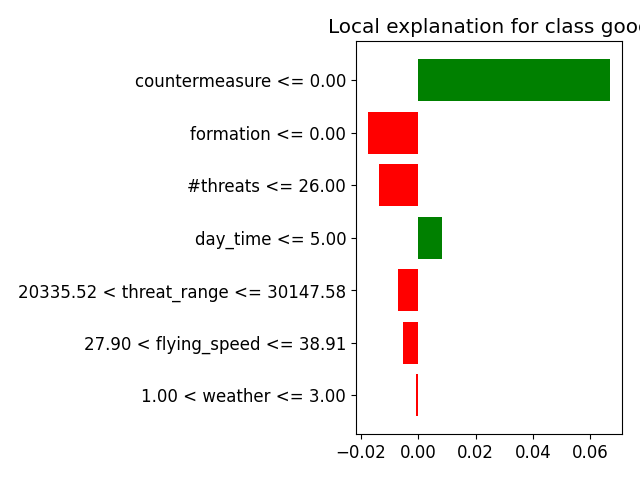 Local explanation for class good
countermeasure <= 0.00
formation <= 0.00
#threats <= 26.00
day_time <= 5.00
20335.52 < threat_range <= 30147.58
27.90 < flying_speed <= 38.91
1.00 < weather <= 3.00
−0.02 0.00 0.02 0.04 0.06